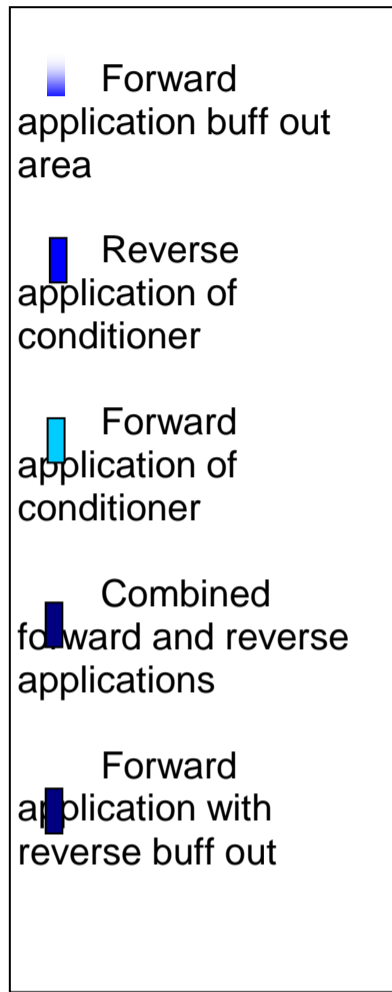 Forward
application buff out
area
Reverse
application of
conditioner
Forward
application of
conditioner
Combined
forward and reverse
applications
Forward
application with
reverse buff out